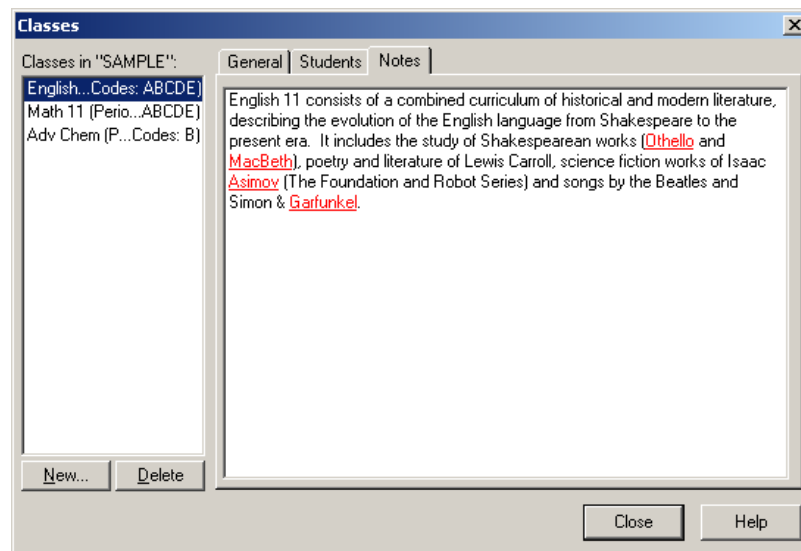 Classes
Classes in "SAMPLE":
English...Codes: ABCDE)
Math 11 (Perio...ABCDE)
Adv Chem (P...Codes: B)
New...
Delete
General
Students
Notes
English 11 consists of a combined curriculum of historical and modern literature,
describing the evolution of the English language from Shakespeare to the
present era.  It includes the study of Shakespearean works (Othello and
MacBeth), poetry and literature of Lewis Carroll, science fiction works of Isaac
Asimov (The Foundation and Robot Series) and songs by the Beatles and
Simon & Garfunkel.
Close
Help